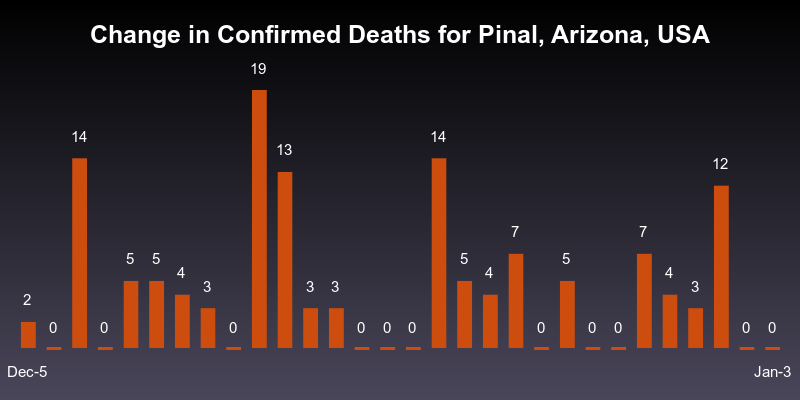 Change in Confirmed Deaths for Pinal, Arizona, USA
2 0 14 0 5 5 4 3 0 19 13 3 3 0 0 0 14 5 4 7 0 5 0 0 7 4 3 12 0 0
Dec-5 Jan-3